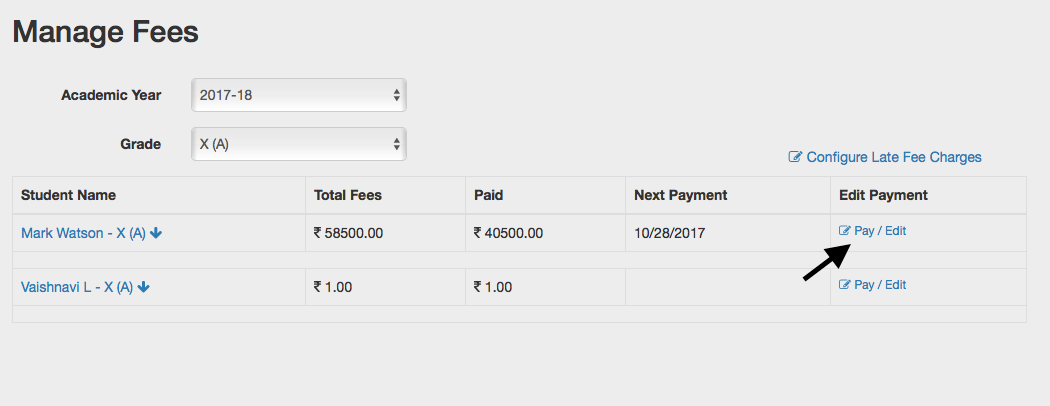 Manage Fees
Academic Year 2017-18
Grade X (A)
Configure Late Fee Charges
Student Name Total Fees Paid Next Payment Edit Payment
Mark Watson - X (A) ₹ 58500.00 ₹ 40500.00 10/28/2017 Pay / Edit
Vaishnavi L - X (A) ₹ 1.00 ₹ 1.00 Pay / Edit